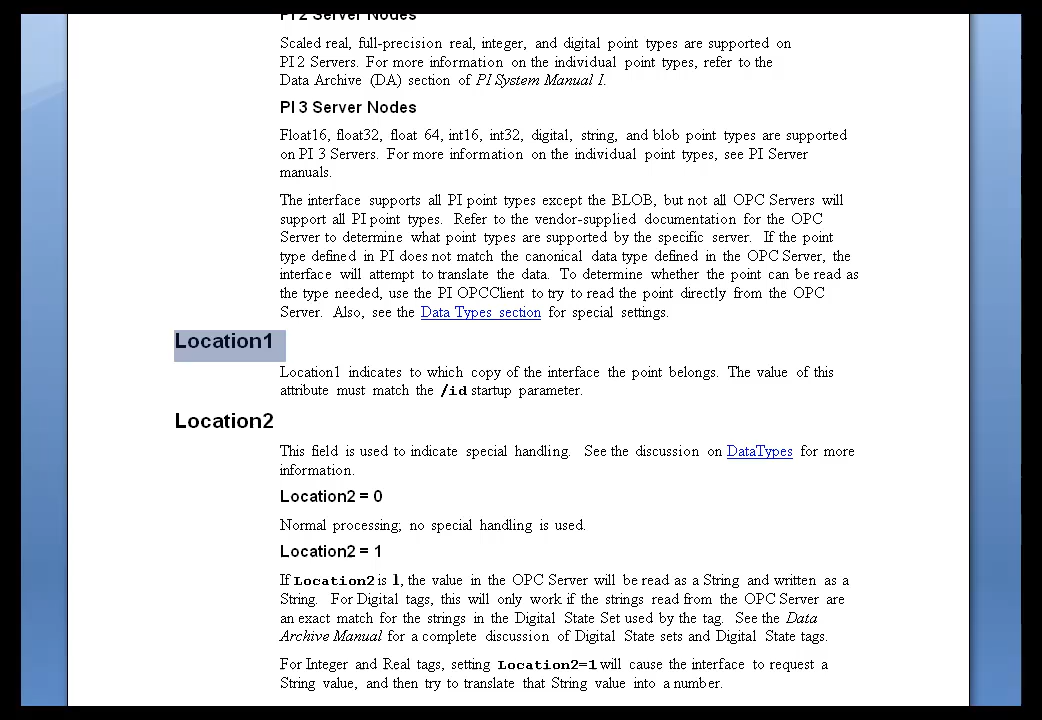 PI 2 Server Nodes
Scaled real, full-precision real, integer, and digital point types are supported on
PI 2 Servers. For more information on the individual point types, refer to the
Data Archive (DA) section of PI System Manual I.
PI 3 Server Nodes
Float16, float32, float 64, int16, int32, digital, string, and blob point types are supported
on PI 3 Servers. For more information on the individual point types, see PI Server
manuals.
The interface supports all PI point types except the BLOB, but not all OPC Servers will
support all PI point types. Refer to the vendor-supplied documentation for the OPC
Server to determine what point types are supported by the specific server. If the point
type defined in PI does not match the canonical data type defined in the OPC Server, the
interface will attempt to translate the data. To determine whether the point can be read as
the type needed, use the PI OPCClient to try to read the point directly from the OPC
Server. Also, see the Data Types section for special settings.
Location1
Location1 indicates to which copy of the interface the point belongs. The value of this
attribute must match the /id startup parameter.
Location2
This field is used to indicate special handling. See the discussion on DataTypes for more
information.
Location2 = 0
Normal processing; no special handling is used.
Location2 = 1
If Location2 is 1, the value in the OPC Server will be read as a String and written as a
String. For Digital tags, this will only work if the strings read from the OPC Server are
an exact match for the strings in the Digital State Set used by the tag. See the Data
Archive Manual for a complete discussion of Digital State sets and Digital State tags.
For Integer and Real tags, setting Location2=1 will cause the interface to request a
String value, and then try to translate that String value into a number.